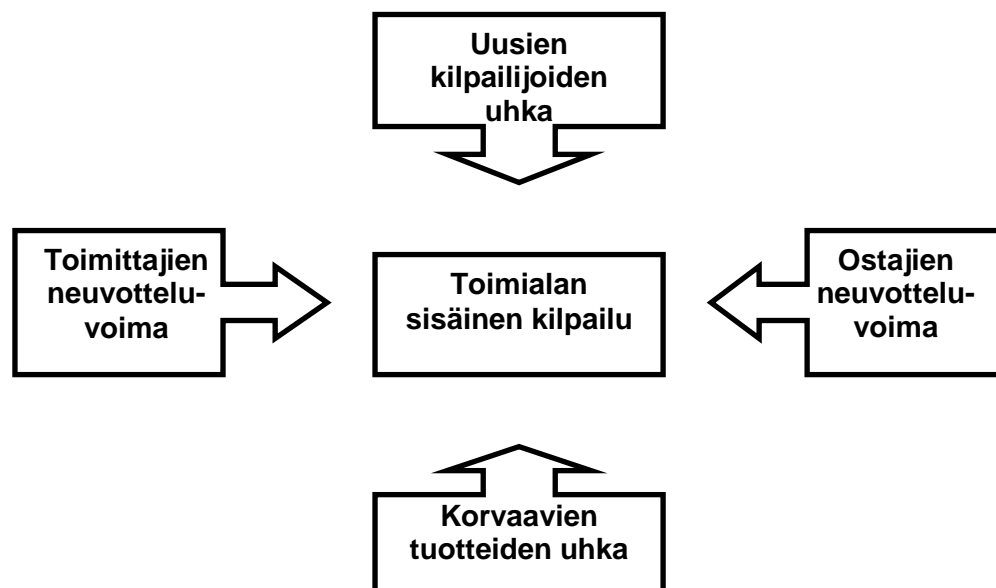 Uusien
kilpailijoiden
uhka
Toimittajien
neuvottelu-
voima
Toimialan
sisäinen kilpailu
Ostajien
neuvottelu-
voima
Korvaavien
tuotteiden uhka